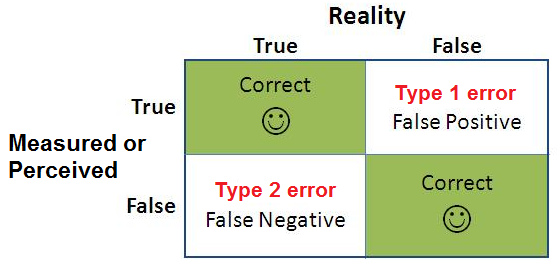 Reality
True
False
True
Correct
Type 1 error
False Positive
Measured or
Perceived
False
Type 2 error
False Negative
Correct